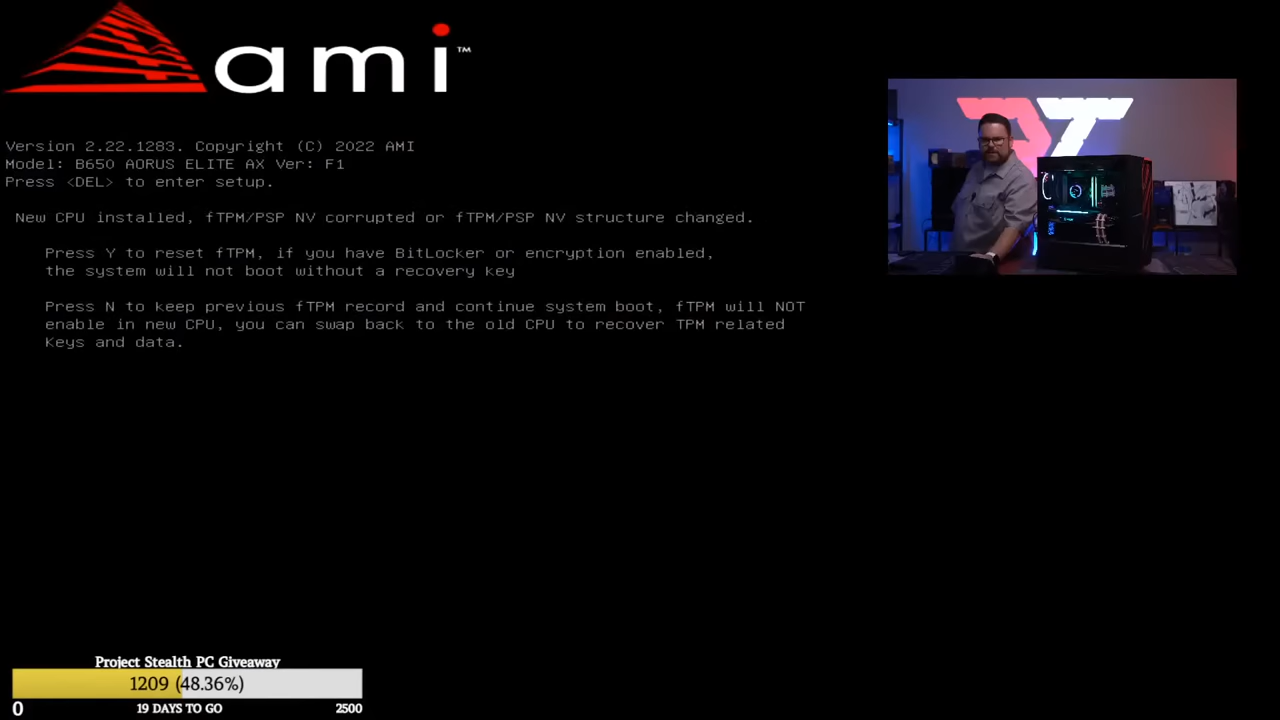 ami™
Version 2.22.1283. Copyright (C) 2022 AMI
Model: B650 AORUS ELITE AX Ver: F1
Press <DEL> to enter setup.
New CPU installed, fTPM/PSP NV corrupted or fTPM/PSP NV structure changed.
Press Y to reset fTPM, if you have BitLocker or encryption enabled,
the system will not boot without a recovery key
Press N to keep previous fTPM record and continue system boot, fTPM will NOT
enable in new CPU, you can swap back to the old CPU to recover TPM related
Keys and data.
Project Stealth PC Giveaway
1209 (48.36%)
0
19 DAYS TO GO
2500